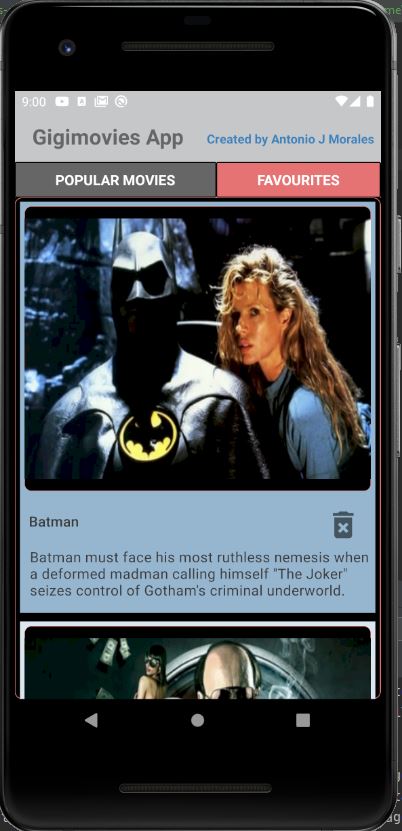 9:00
Gigimovies App
Created by Antonio J Morales
POPULAR MOVIES
FAVOURITES
Batman
Batman must face his most ruthless nemesis when
a deformed madman calling himself "The Joker"
seizes control of Gotham's criminal underworld.